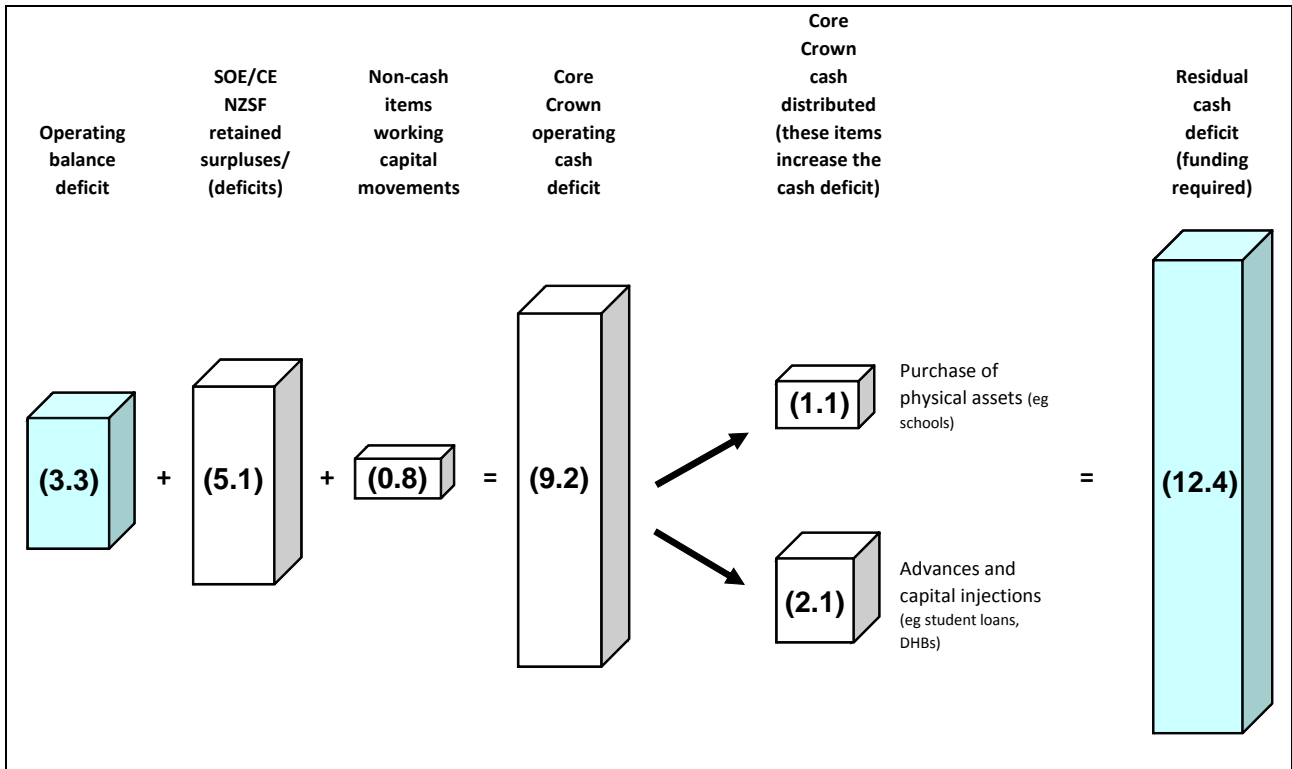 Operating
balance
deficit
SOE/CE
NZSF
retained
surpluses/
(deficits)
Non-cash
items
working
capital
movements
Core
Crown
operating
cash
deficit
Core
Crown
cash
distributed
(these items
increase the
cash deficit)
Residual
cash
deficit
(funding
required)
(3.3)
+
(5.1)
+
(0.8)
=
(9.2)
(1.1)
Purchase of
physical assets (eg
schools)
(2.1)
Advances and
capital injections
(eg student loans,
DHBs)
=
(12.4)